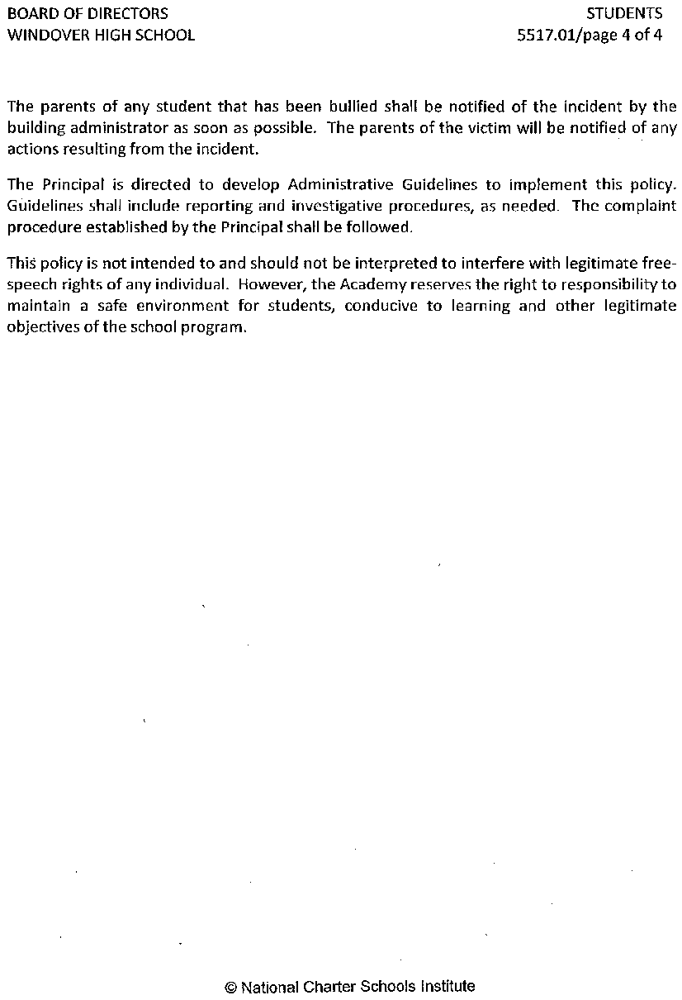 BOARD OF DIRECTORS STUDENTS
WINDOVER HIGH SCHOOL 5517.01/page 4 of 4
The parents of any student that has been bullied shall be notified of the incident by the
building administrator as soon as possible. The parents of the victim will be notified of any
actions resulting from the incident.
The Principal is directed to develop Administrative Guidelines to implement this policy.
Guidelines shall include reporting and investigative procedures, as needed. The complaint
procedure established by the Principal shall be followed.
This policy is not intended to and should not be interpreted to interfere with legitimate free-
speech rights of any individual. However, the Academy reserves the right to responsibility to
maintain a safe environment for students, conducive to learning and other legitimate
objectives of the school program.
© National Charter Schools Institute